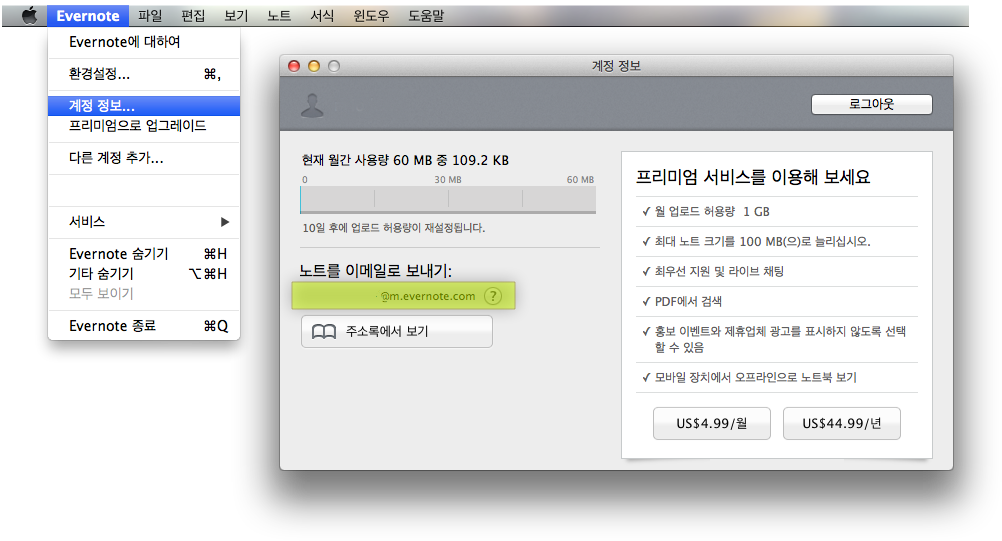 Evernote 파일 편집 보기 노트 서식 윈도우 도움말
Evernote에 대하여
환경설정... ⌘,
계정 정보...
프리미엄으로 업그레이드
다른 계정 추가...
서비스 ▶
Evernote 숨기기 ⌘H
기타 숨기기 ⌥⌘H
모두 보이기
Evernote 종료 ⌘Q
계정 정보
로그아웃
현재 월간 사용량 60 MB 중 109.2 KB
0 30 MB 60 MB
10일 후에 업로드 허용량이 재설정됩니다.
노트를 이메일로 보내기:
@m.evernote.com ?
주소록에서 보기
프리미엄 서비스를 이용해 보세요
✓ 월 업로드 허용량 1 GB
✓ 최대 노트 크기를 100 MB(으)로 늘리십시오.
✓ 최우선 지원 및 라이브 채팅
✓ PDF에서 검색
✓ 홍보 이벤트와 제휴업체 광고를 표시하지 않도록 선택
할 수 있음
✓ 모바일 장치에서 오프라인으로 노트북 보기
US$4.99/월 US$44.99/년